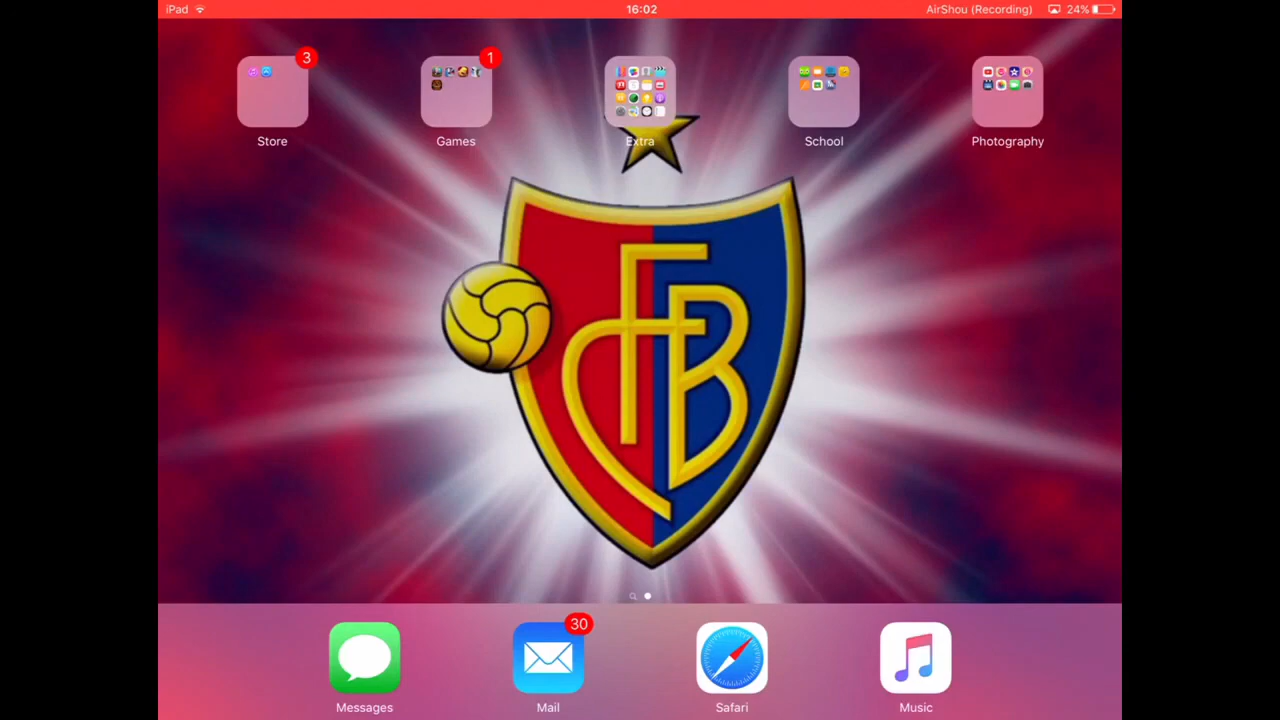 iPad 16:02 AirShou (Recording) 24%
3 1
Store Games Extra School Photography
FCB
30
Messages Mail Safari Music